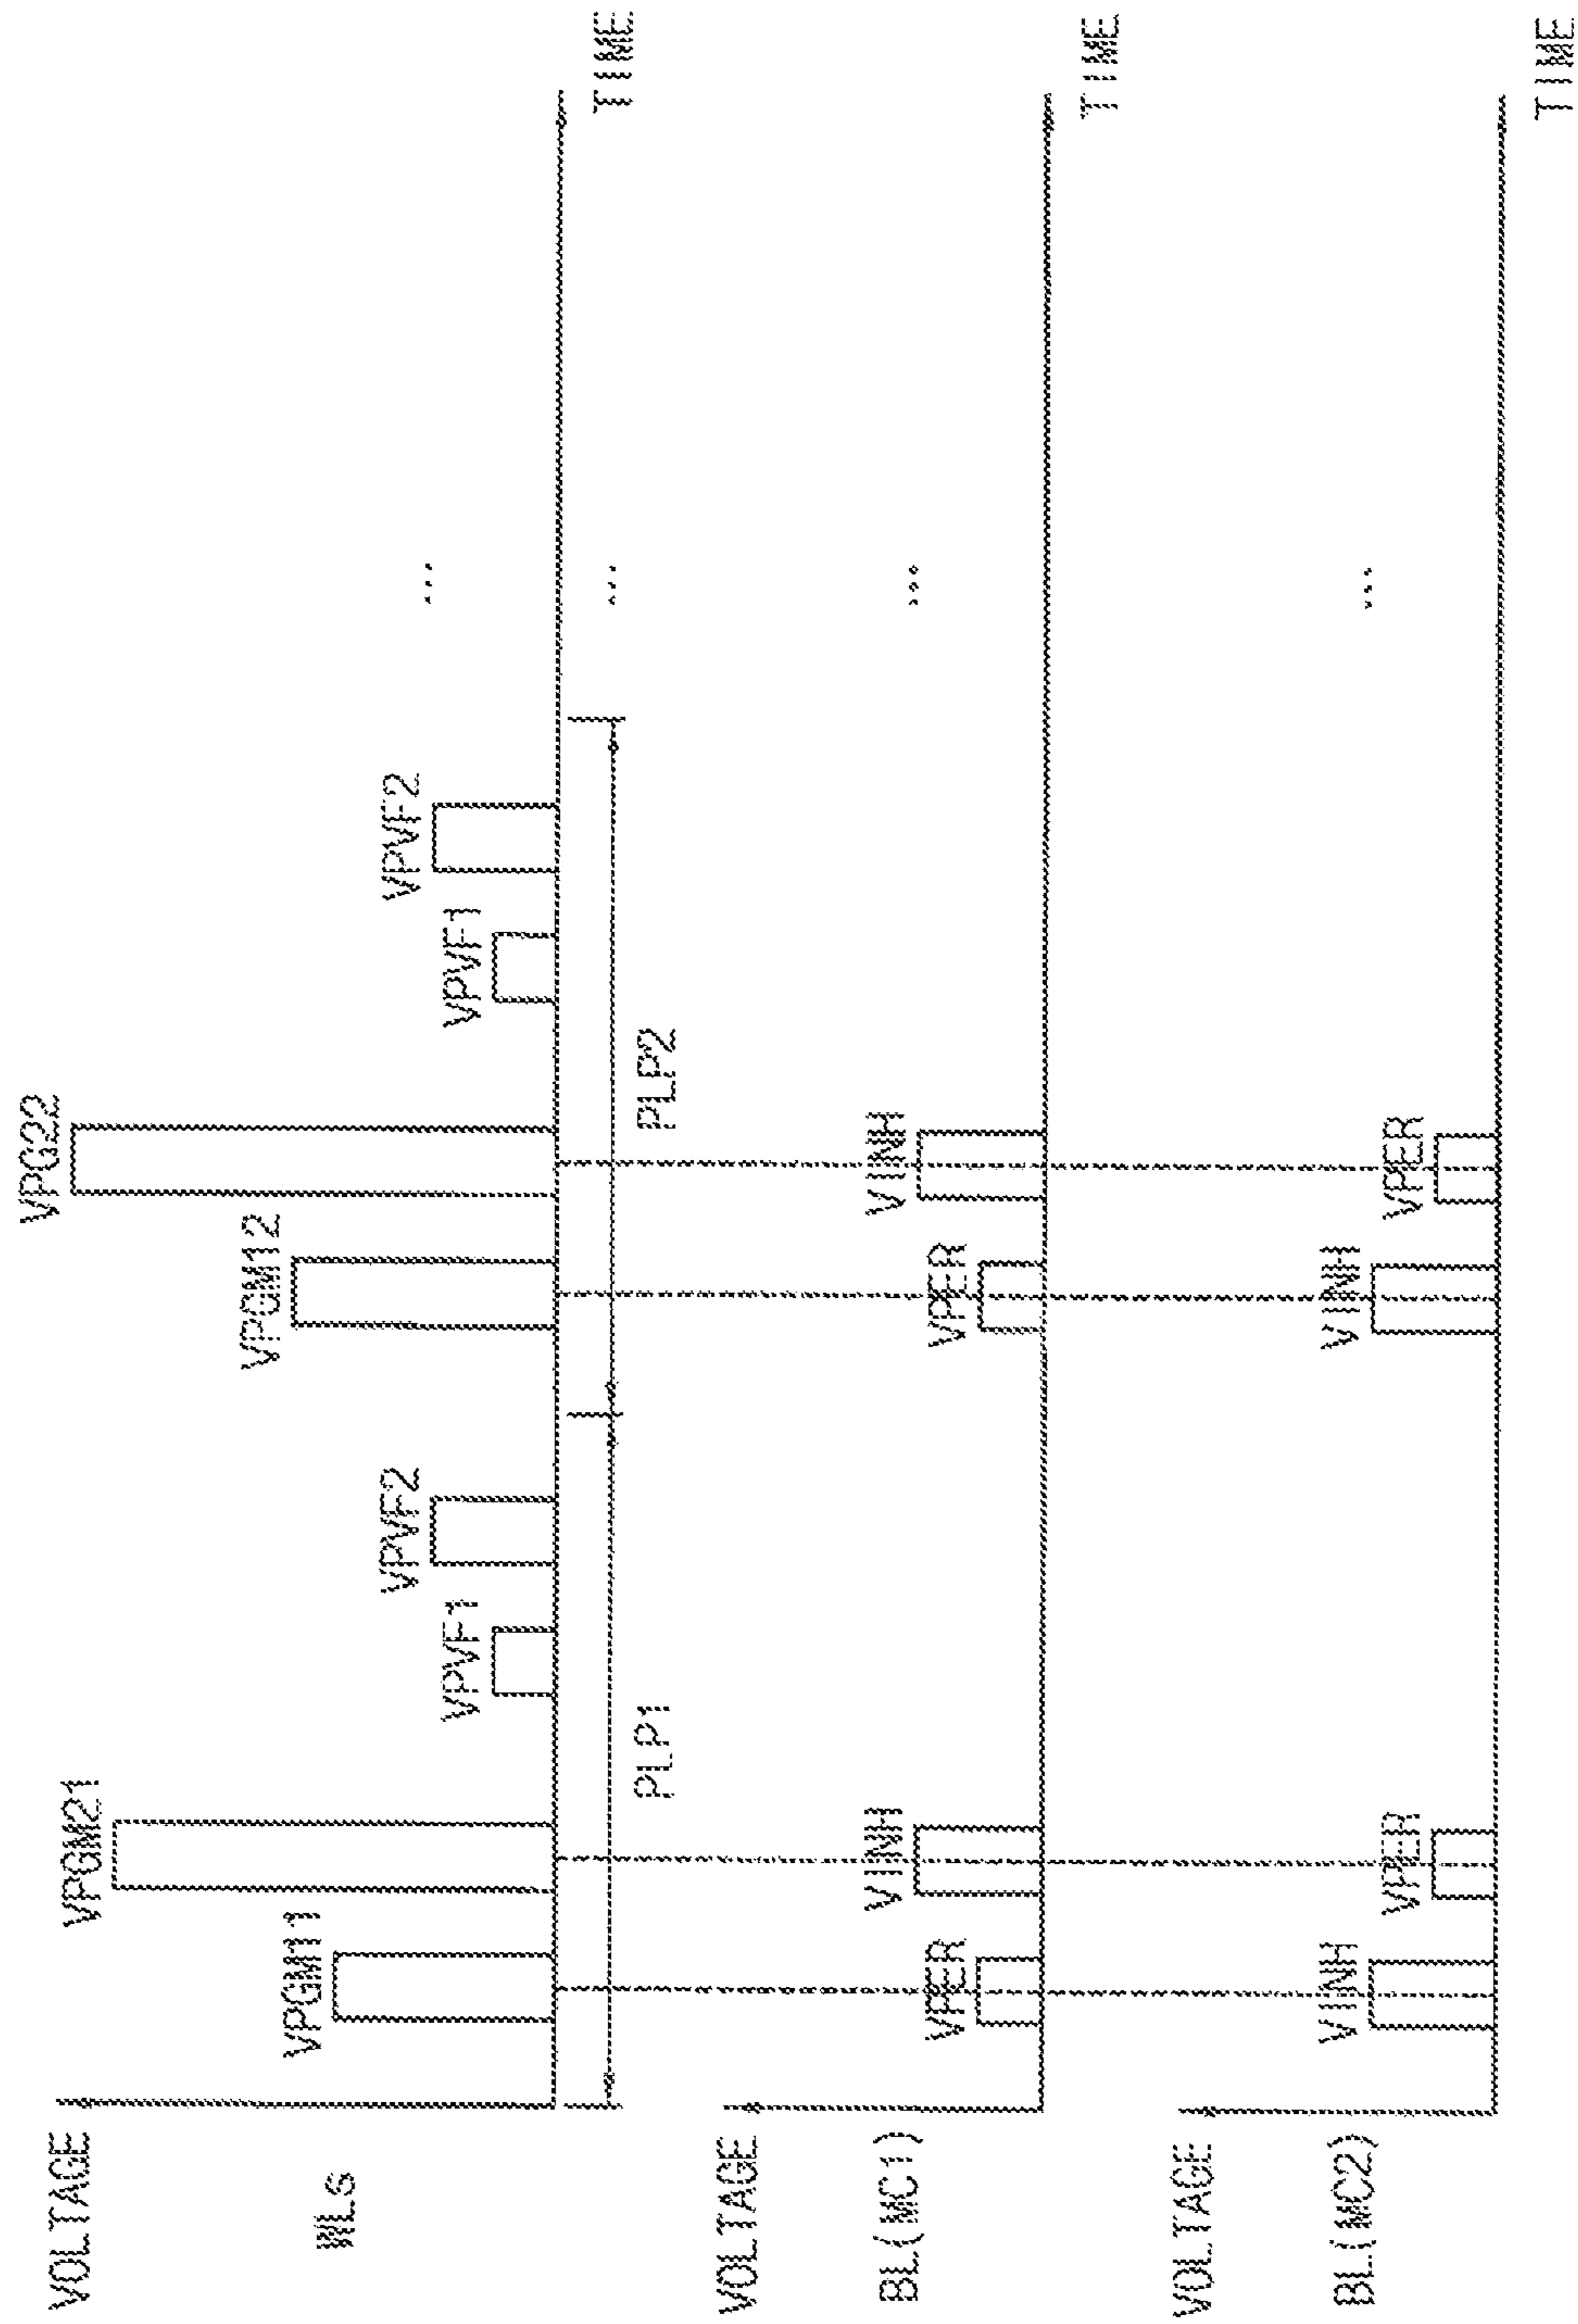 VOLTAGE
WLs
VPGM11
VPGM21
VPVF1
VPVF2
VPGM12
VPG22
VPVF1
VPVF2
...
TIME
PLP1
PLP2
...
VOLTAGE
BL(MC1)
VPER
VINH
VPER
VINH
...
TIME
VOLTAGE
BL(MC2)
VINH
VPER
VINH
VPER
...
TIME